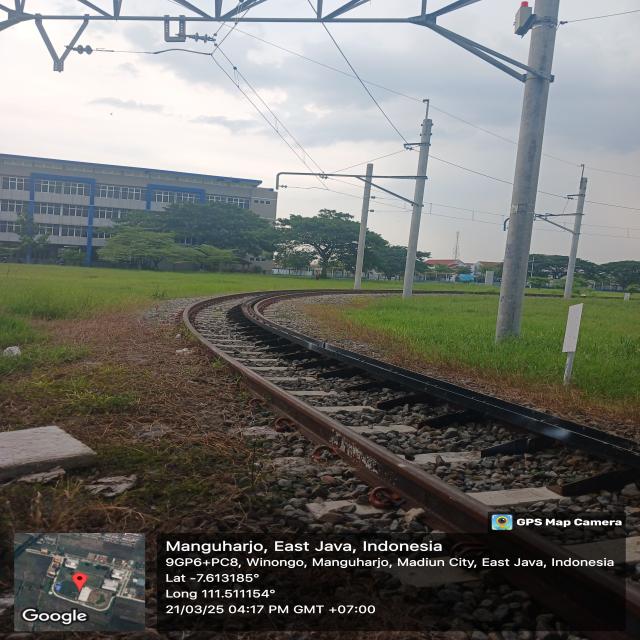 GPS Map Camera
Manguharjo, East Java, Indonesia
9GP6+PC8, Winongo, Manguharjo, Madiun City, East Java, Indonesia
Lat -7.613185°
Long 111.511154°
21/03/25 04:17 PM GMT +07:00
Google